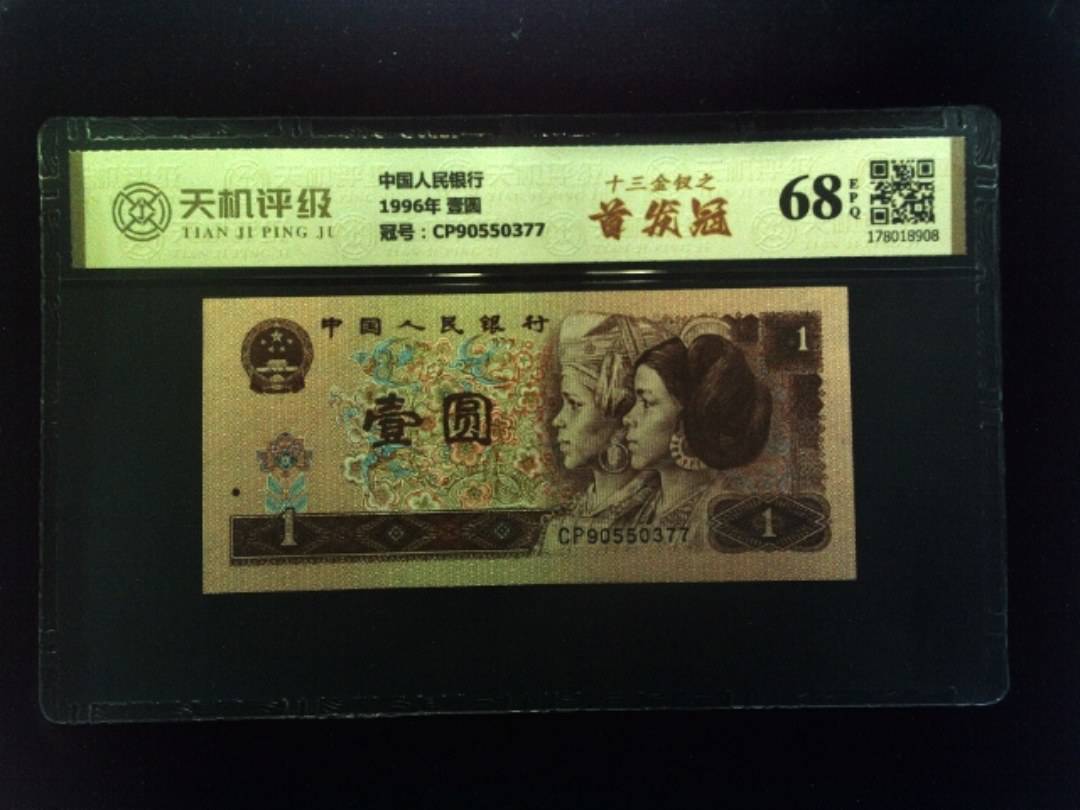 天机评级
TIAN JI PING JI
中国人民银行
1996年 壹圆
冠号：CP90550377
十三金钗之
首发冠
68
EPQ
178018908
中国人民银行
1
壹圆
1
CP90550377
1